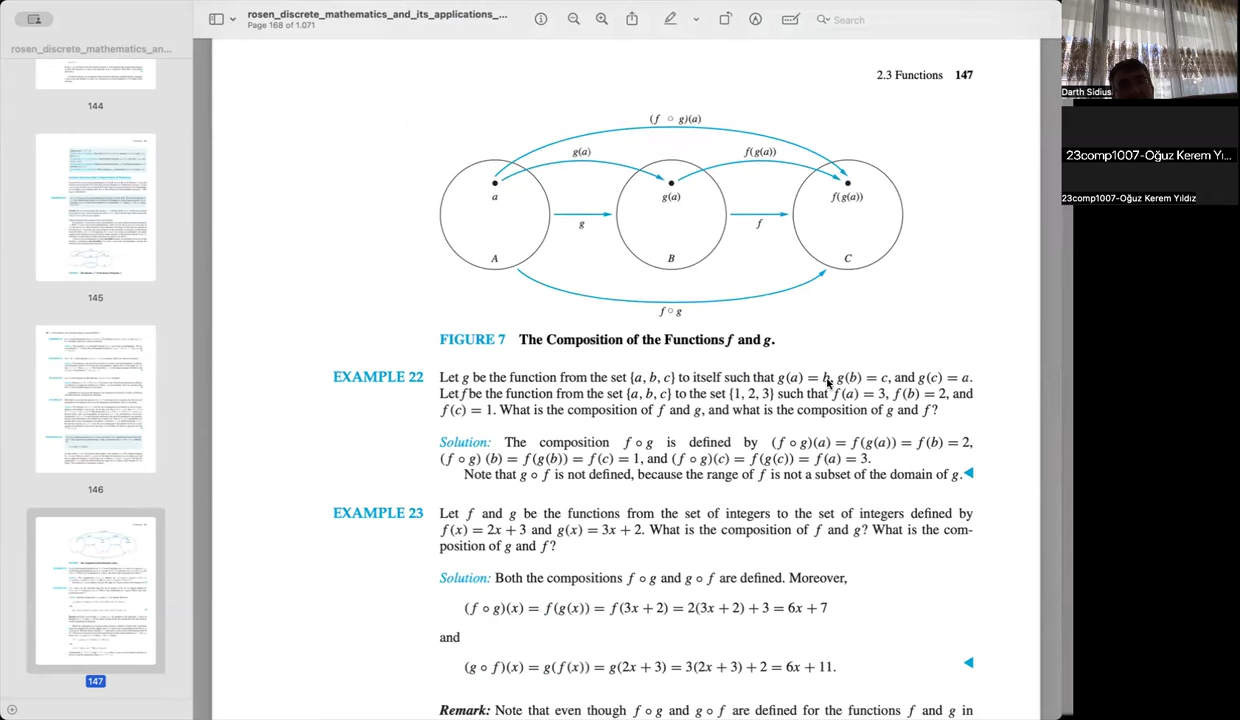 rosen_discrete_mathematics_and_its_applications_...
Page 168 of 1.071
Search
rosen_discrete_mathematics_an...
144
145
146
147
2.3 Functions 147
(f ∘ g)(a)
g(a)
f(g(a))
a
g(a)
f(g(a))
g
f
A
B
C
f ∘ g
FIGURE 7 The Composition of the Functions f and g.
EXAMPLE 22 Let g be the function from the set {a, b, c} to itself such that g(a) = b, g(b) = c, and g(c) = a.
Let f be the function from the set {a, b, c} to the set {1, 2, 3} such that f(a) = 3, f(b) = 2, and
f(c) = 1. What is the composition of f and g, and what is the composition of g and f?
Solution: The composition f ∘ g is defined by (f ∘ g)(a) = f(g(a)) = f(b) = 2,
(f ∘ g) (b) = f(g(b)) = f(c) = 1, and (f ∘ g)(c) = f(g(c)) = f(a) = 3.
Note that g ∘ f is not defined, because the range of f is not a subset of the domain of g.
EXAMPLE 23 Let f and g be the functions from the set of integers to the set of integers defined by
f(x) = 2x + 3 and g(x) = 3x + 2. What is the composition of f and g? What is the com-
position of g and f?
Solution: Both the compositions f ∘ g and g ∘ f are defined. Moreover,
(f ∘ g)(x) = f(g(x)) = f(3x + 2) = 2(3x + 2) + 3 = 6x + 7
and
(g ∘ f)(x) = g(f(x)) = g(2x + 3) = 3(2x + 3) + 2 = 6x + 11.
Remark: Note that even though f ∘ g and g ∘ f are defined for the functions f and g in
Darth Sidius
23comp1007-Oğuz Kerem Yı...
23comp1007-Oğuz Kerem Yıldız